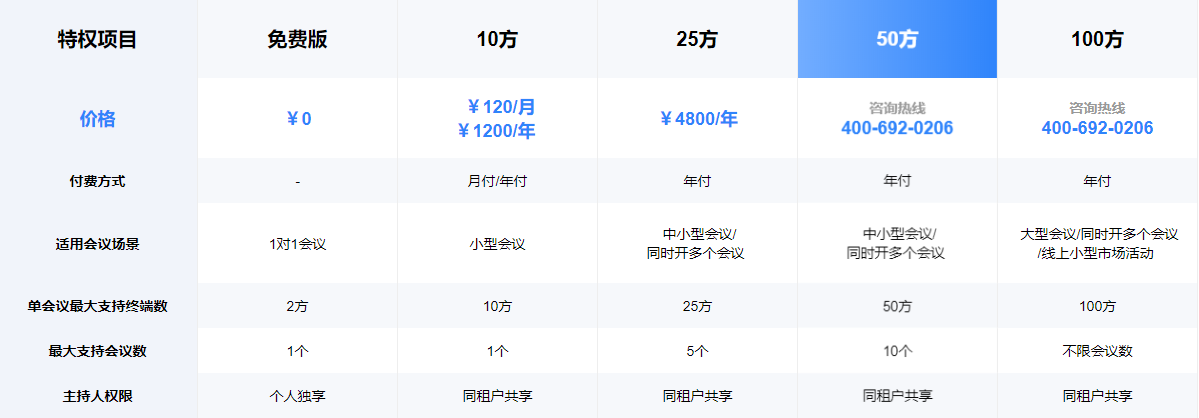 特权项目 免费版 10方 25方 50方 100方
价格 ¥0 ¥120/月 ¥4800/年 咨询热线 咨询热线
¥1200/年 400-692-0206 400-692-0206
付费方式 - 月付/年付 年付 年付 年付
适用会议场景 1对1会议 小型会议 中小型会议/ 中小型会议/ 大型会议/同时开多个会议
同时开多个会议 同时开多个会议 /线上小型市场活动
单会议最大支持终端数 2方 10方 25方 50方 100方
最大支持会议数 1个 1个 5个 10个 不限会议数
主持人权限 个人独享 同租户共享 同租户共享 同租户共享 同租户共享